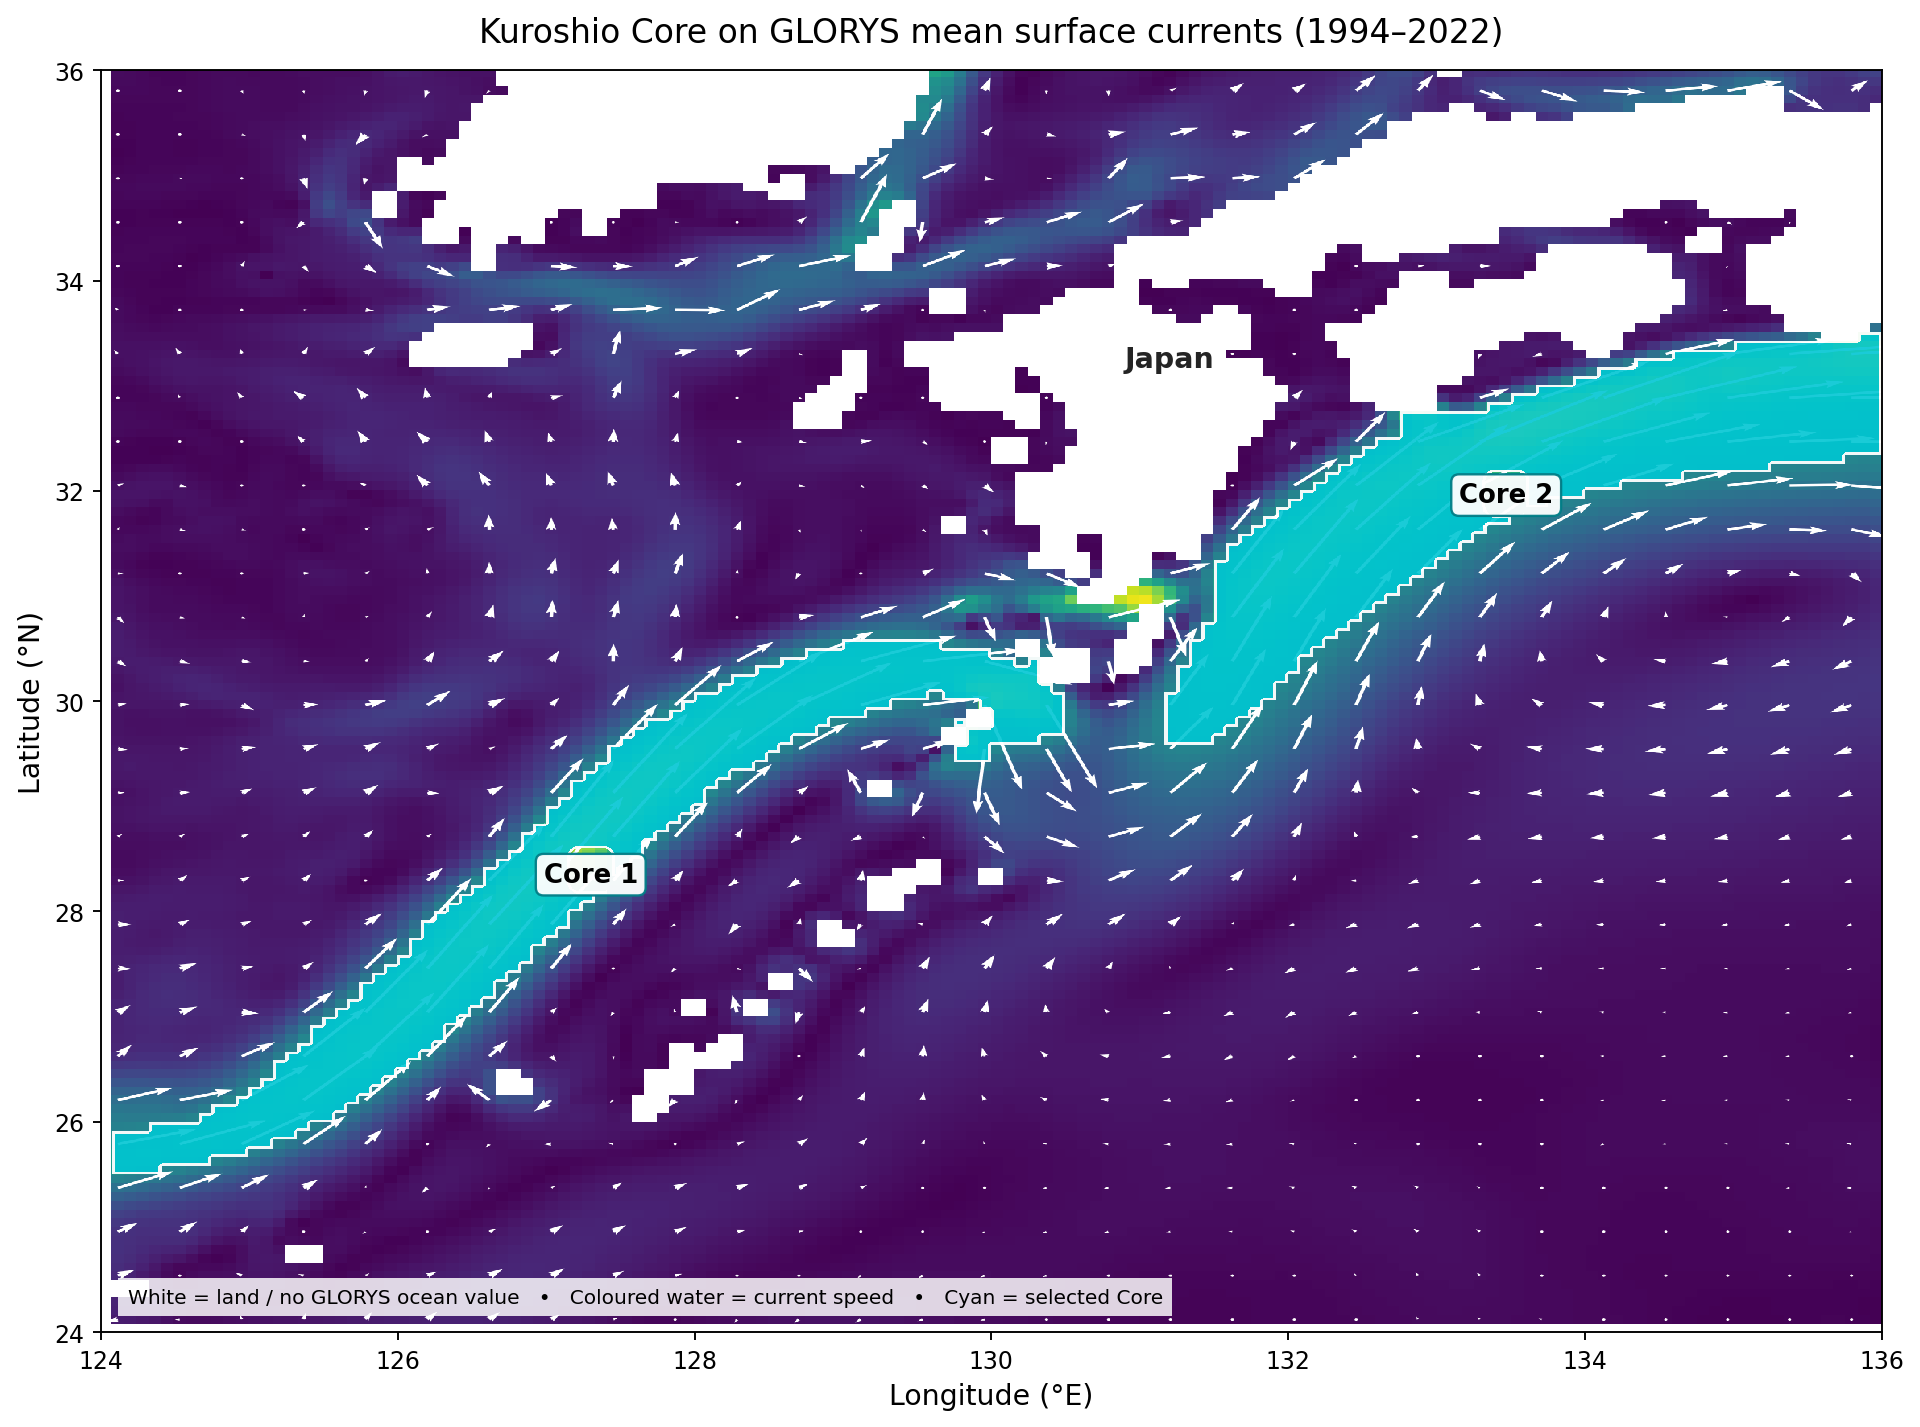 Kuroshio Core on GLORYS mean surface currents (1994–2022)
36
34
32
30
28
26
24
Latitude (°N)
Japan
Core 2
Core 1
White = land / no GLORYS ocean value • Coloured water = current speed • Cyan = selected Core
124 126 128 130 132 134 136
Longitude (°E)